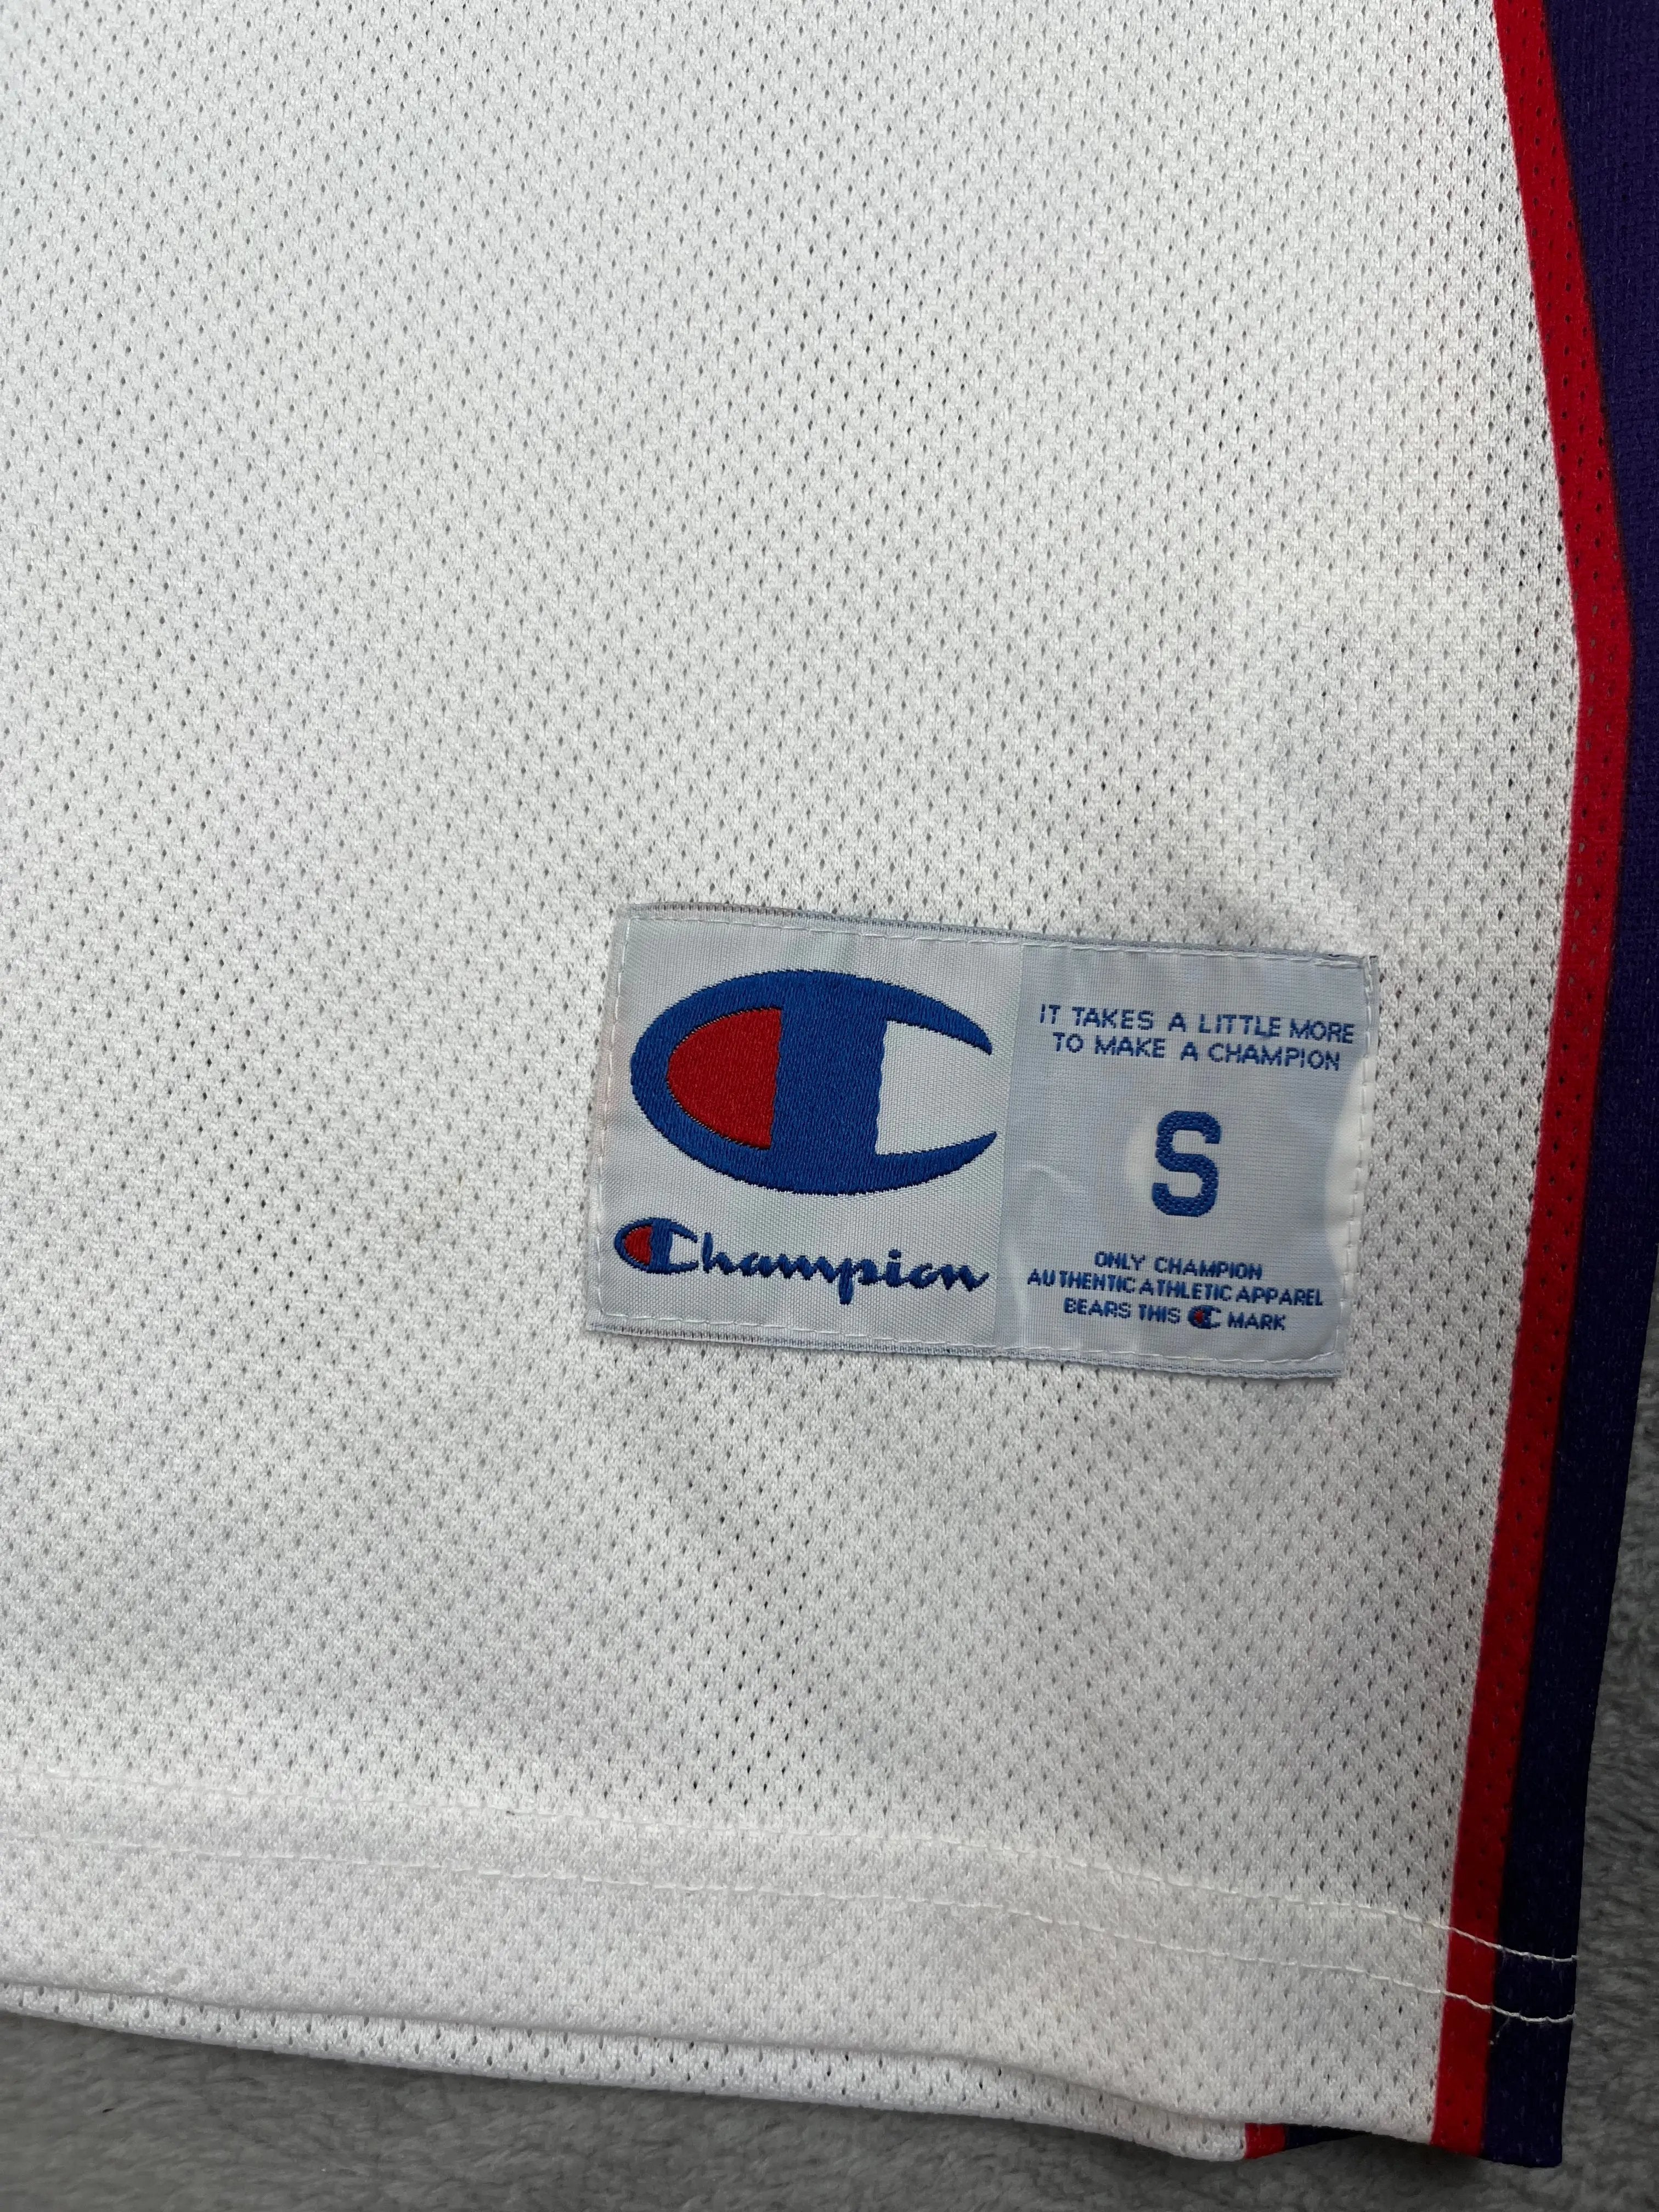 Champion
IT TAKES A LITTLE MORE
TO MAKE A CHAMPION
S
ONLY CHAMPION
AUTHENTIC ATHLETIC APPAREL
BEARS THIS C MARK